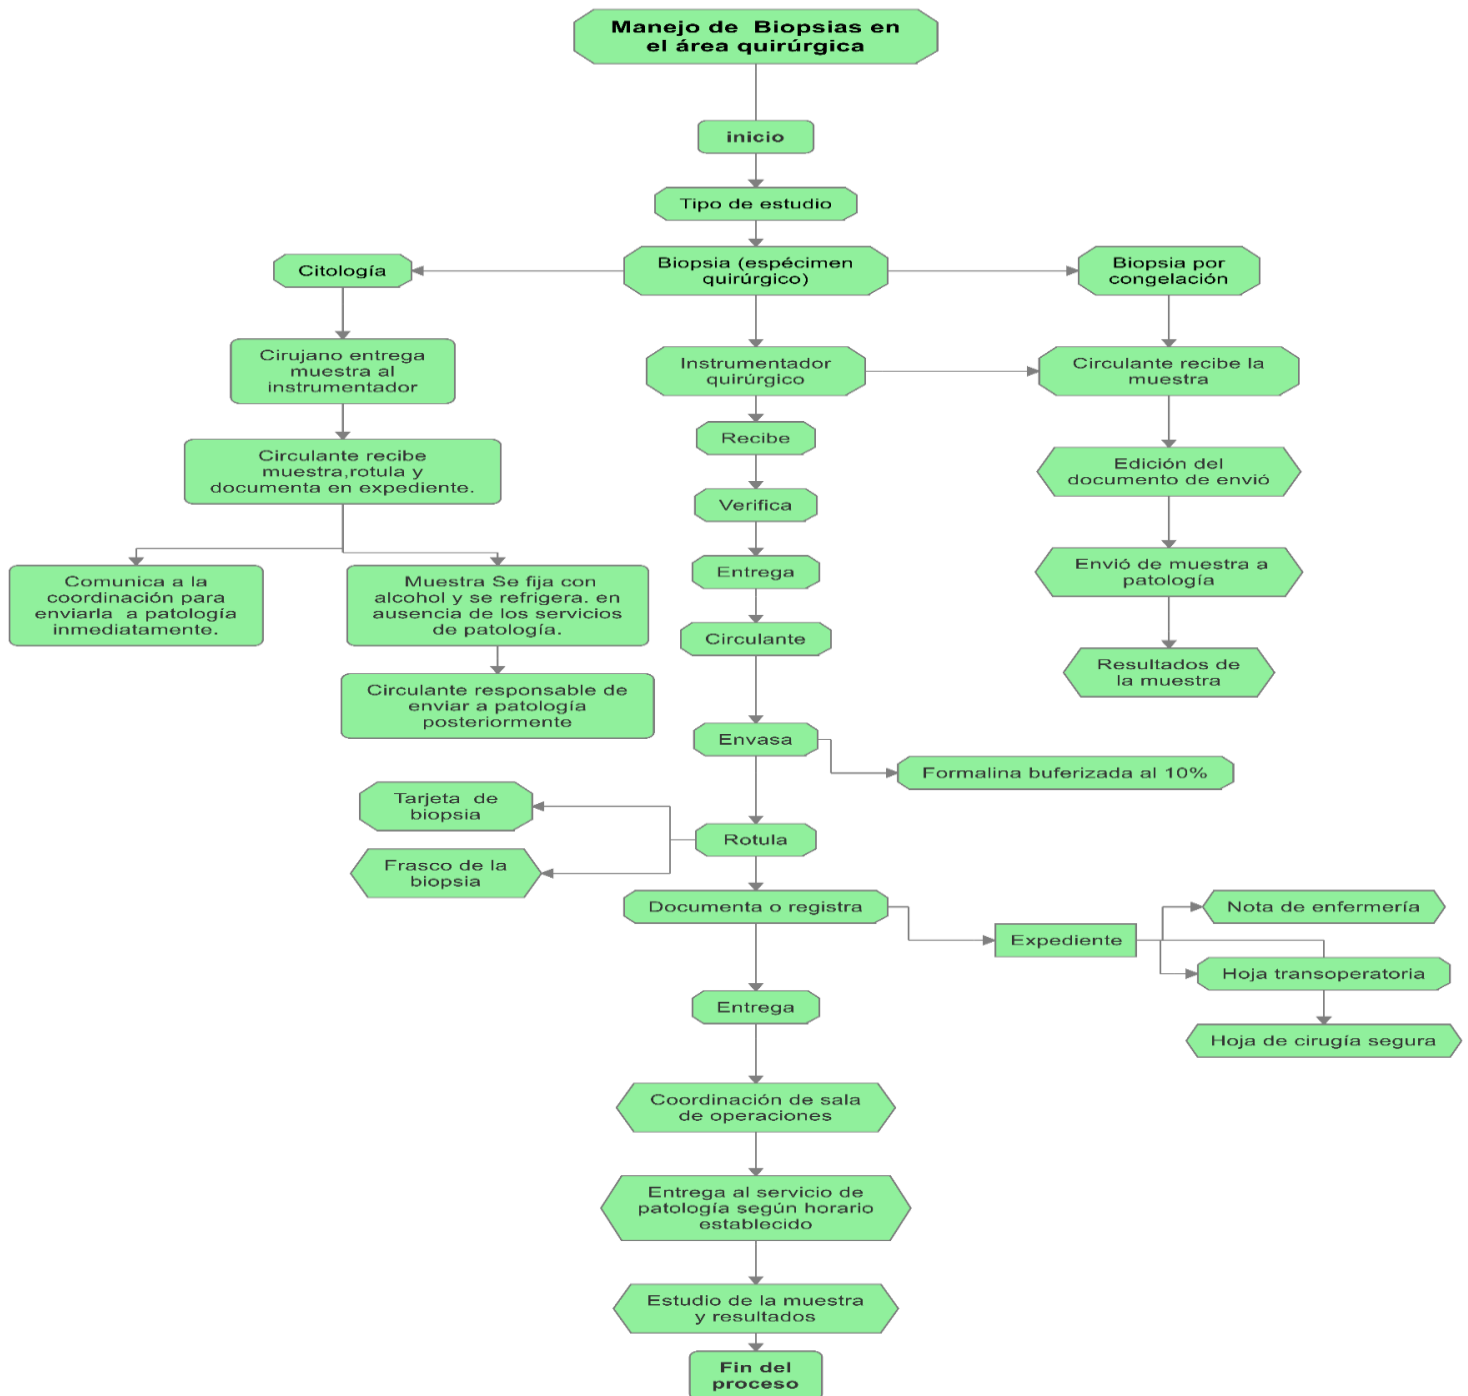 Manejo de Biopsias en
el área quirúrgica
inicio
Tipo de estudio
Citología
Biopsia (espécimen
quirúrgico)
Biopsia por
congelación
Cirujano entrega
muestra al
instrumentador
Instrumentador
quirúrgico
Circulante recibe la
muestra
Recibe
Circulante recibe
muestra,rotula y
documenta en expediente.
Edición del
documento de envió
Verifica
Entrega
Comunica a la
coordinación para
enviarla a patología
inmediatamente.
Muestra Se fija con
alcohol y se refrigera. en
ausencia de los servicios
de patología.
Envió de muestra a
patología
Circulante
Resultados de
la muestra
Circulante responsable de
enviar a patología
posteriormente
Envasa
Formalina buferizada al 10%
Tarjeta de
biopsia
Rotula
Frasco de la
biopsia
Documenta o registra
Nota de enfermería
Expediente
Hoja transoperatoria
Entrega
Hoja de cirugía segura
Coordinación de sala
de operaciones
Entrega al servicio de
patología según horario
establecido
Estudio de la muestra
y resultados
Fin del
proceso